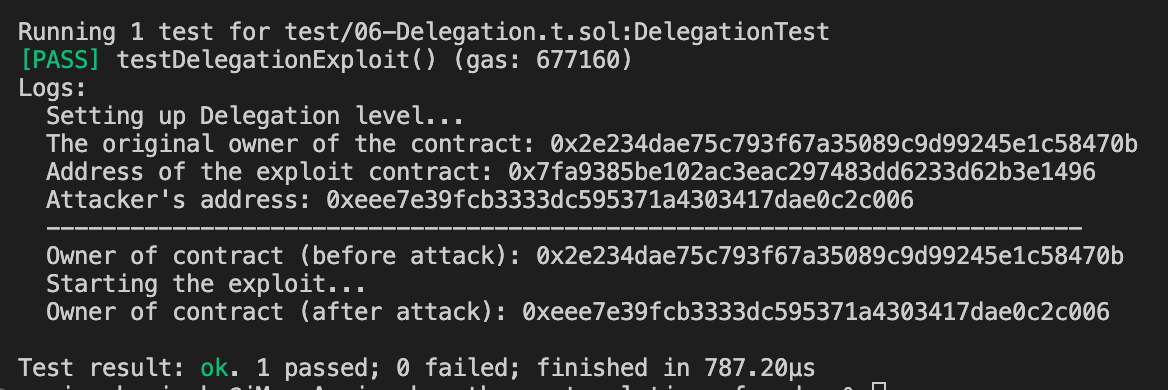 Running 1 test for test/06-Delegation.t.sol:DelegationTest
[PASS] testDelegationExploit() (gas: 677160)
Logs:
Setting up Delegation level...
The original owner of the contract: 0x2e234dae75c793f67a35089c9d99245e1c58470b
Address of the exploit contract: 0x7fa9385be102ac3eac297483dd6233d62b3e1496
Attacker's address: 0xeee7e39fcb3333dc595371a4303417dae0c2c006
--------------------------------------------------------------------------
Owner of contract (before attack): 0x2e234dae75c793f67a35089c9d99245e1c58470b
Starting the exploit...
Owner of contract (after attack): 0xeee7e39fcb3333dc595371a4303417dae0c2c006
Test result: ok. 1 passed; 0 failed; finished in 787.20µs